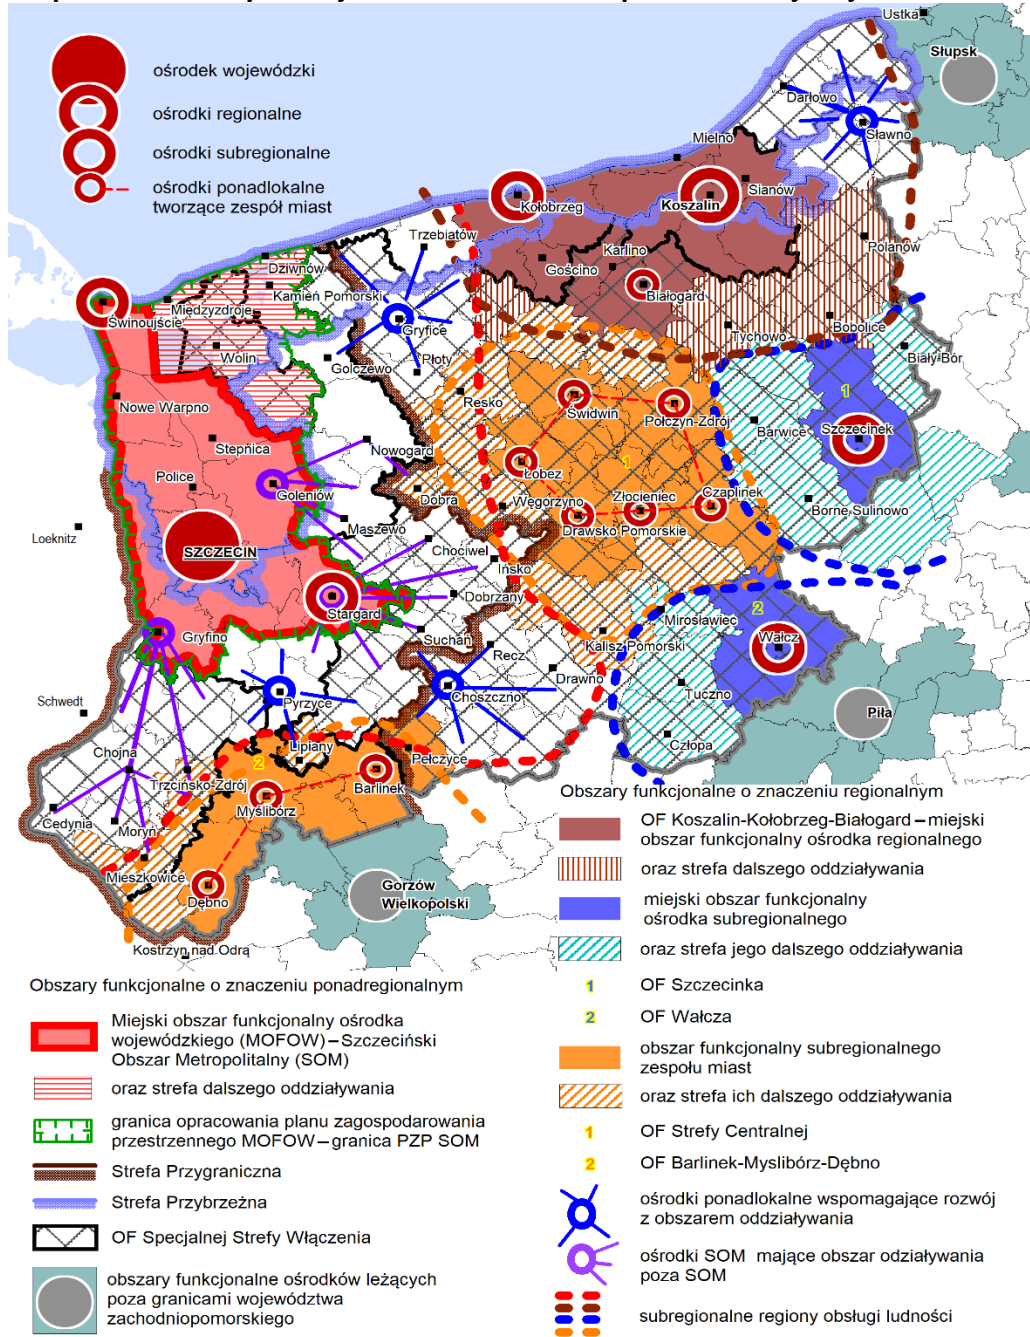 ośrodek wojewódzki
ośrodki regionalne
ośrodki subregionalne
ośrodki ponadlokalne
tworzące zespół miast
Ustka
Słupsk
Darłowo
Sławno
Mielno
Sianów
Koszalin
Kołobrzeg
Polanów
Trzebiatów
Karlino
Gościno
Białogard
Dziwnów
Kamień Pomorski
Międzyzdroje
Świnoujście
Gryfice
Wolin
Golczewo
Płoty
Tychowo
Bobolice
Biały Bór
Resko
Świdwin
Połczyn-Zdrój
1
Barwice
Szczecinek
Nowe Warpno
Stepnica
Nowogard
Łobez
1
Police
Goleniów
Dobra
Węgorzyno
Złocieniec
Czaplinek
Borne Sulinowo
Maszewo
Drawsko Pomorskie
Loeknitz
SZCZECIN
Chociwel
Ińsko
Dobrzany
Stargard
Suchań
Mirosławiec
2
Wałcz
Gryfino
Recz
Kalisz Pomorski
Drawno
Tuczno
Schwedt
Pyrzyce
Choszczno
Piła
Człopa
Chojna
Lipiany
Pełczyce
2
Trzcińsko-Zdrój
Barlinek
Cedynia
Moryń
Myślibórz
Mieszkowice
Dębno
Gorzów
Wielkopolski
Kostrzyn nad Odrą
Obszary funkcjonalne o znaczeniu regionalnym
OF Koszalin-Kołobrzeg-Białogard – miejski
obszar funkcjonalny ośrodka regionalnego
oraz strefa dalszego oddziaływania
miejski obszar funkcjonalny
ośrodka subregionalnego
oraz strefa jego dalszego oddziaływania
1 OF Szczecinka
2 OF Wałcza
obszar funkcjonalny subregionalnego
zespołu miast
oraz strefa ich dalszego oddziaływania
1 OF Strefy Centralnej
2 OF Barlinek-Myslibórz-Dębno
ośrodki ponadlokalne wspomagające rozwój
z obszarem oddziaływania
ośrodki SOM mające obszar odziaływania
poza SOM
subregionalne regiony obsługi ludności
Obszary funkcjonalne o znaczeniu ponadregionalnym
Miejski obszar funkcjonalny ośrodka
wojewódzkiego (MOFOW) – Szczeciński
Obszar Metropolitalny (SOM)
oraz strefa dalszego oddziaływania
granica opracowania planu zagospodarowania
przestrzennego MOFOW – granica PZP SOM
Strefa Przygraniczna
Strefa Przybrzeżna
OF Specjalnej Strefy Włączenia
obszary funkcjonalne ośrodków leżących
poza granicami województwa
zachodniopomorskiego